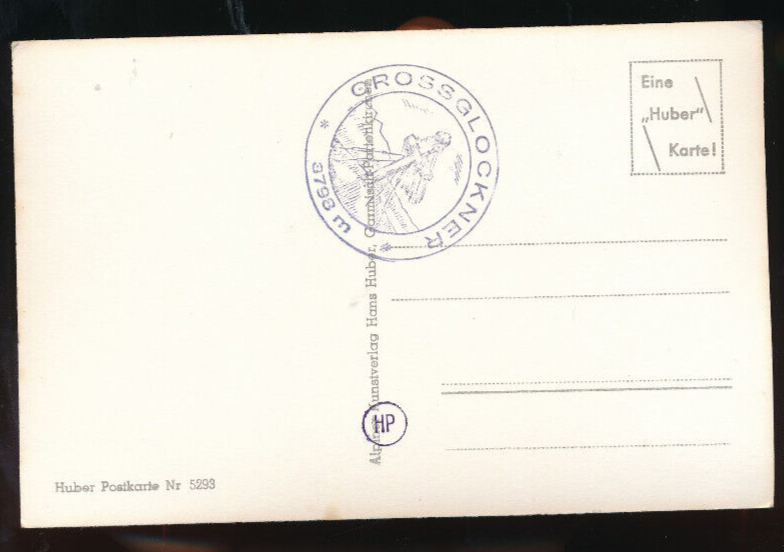 GROSSGLOCKNER
* 3798 m *
Eine
„Huber"
Karte!
Alpiner Kunstverlag Hans Huber, Garmisch-Partenkirchen
HP
Huber Postkarte Nr 5293